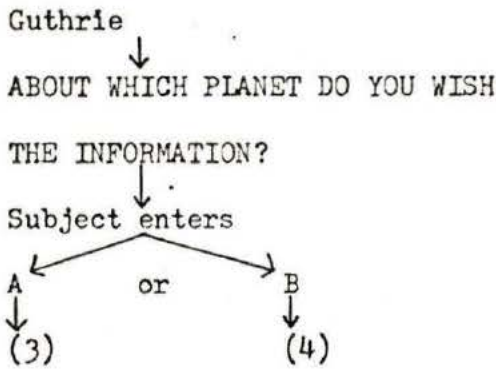 Guthrie
ABOUT WHICH PLANET DO YOU WISH
THE INFORMATION?
Subject enters
A or B
(3) (4)